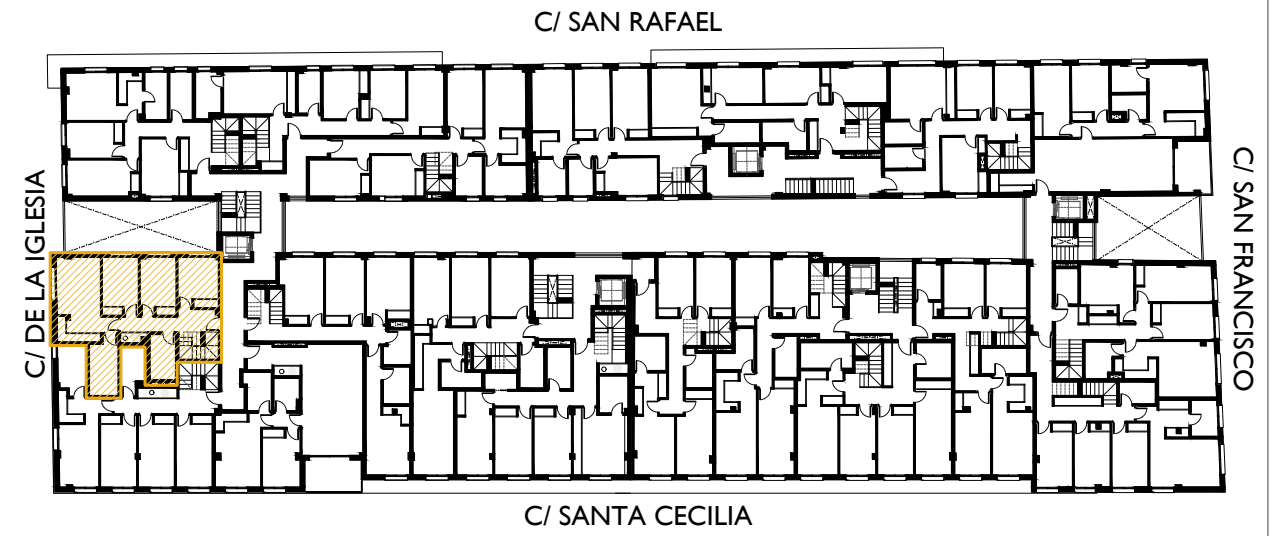 C/ SAN RAFAEL
C/ DE LA IGLESIA
C/ SAN FRANCISCO
C/ SANTA CECILIA